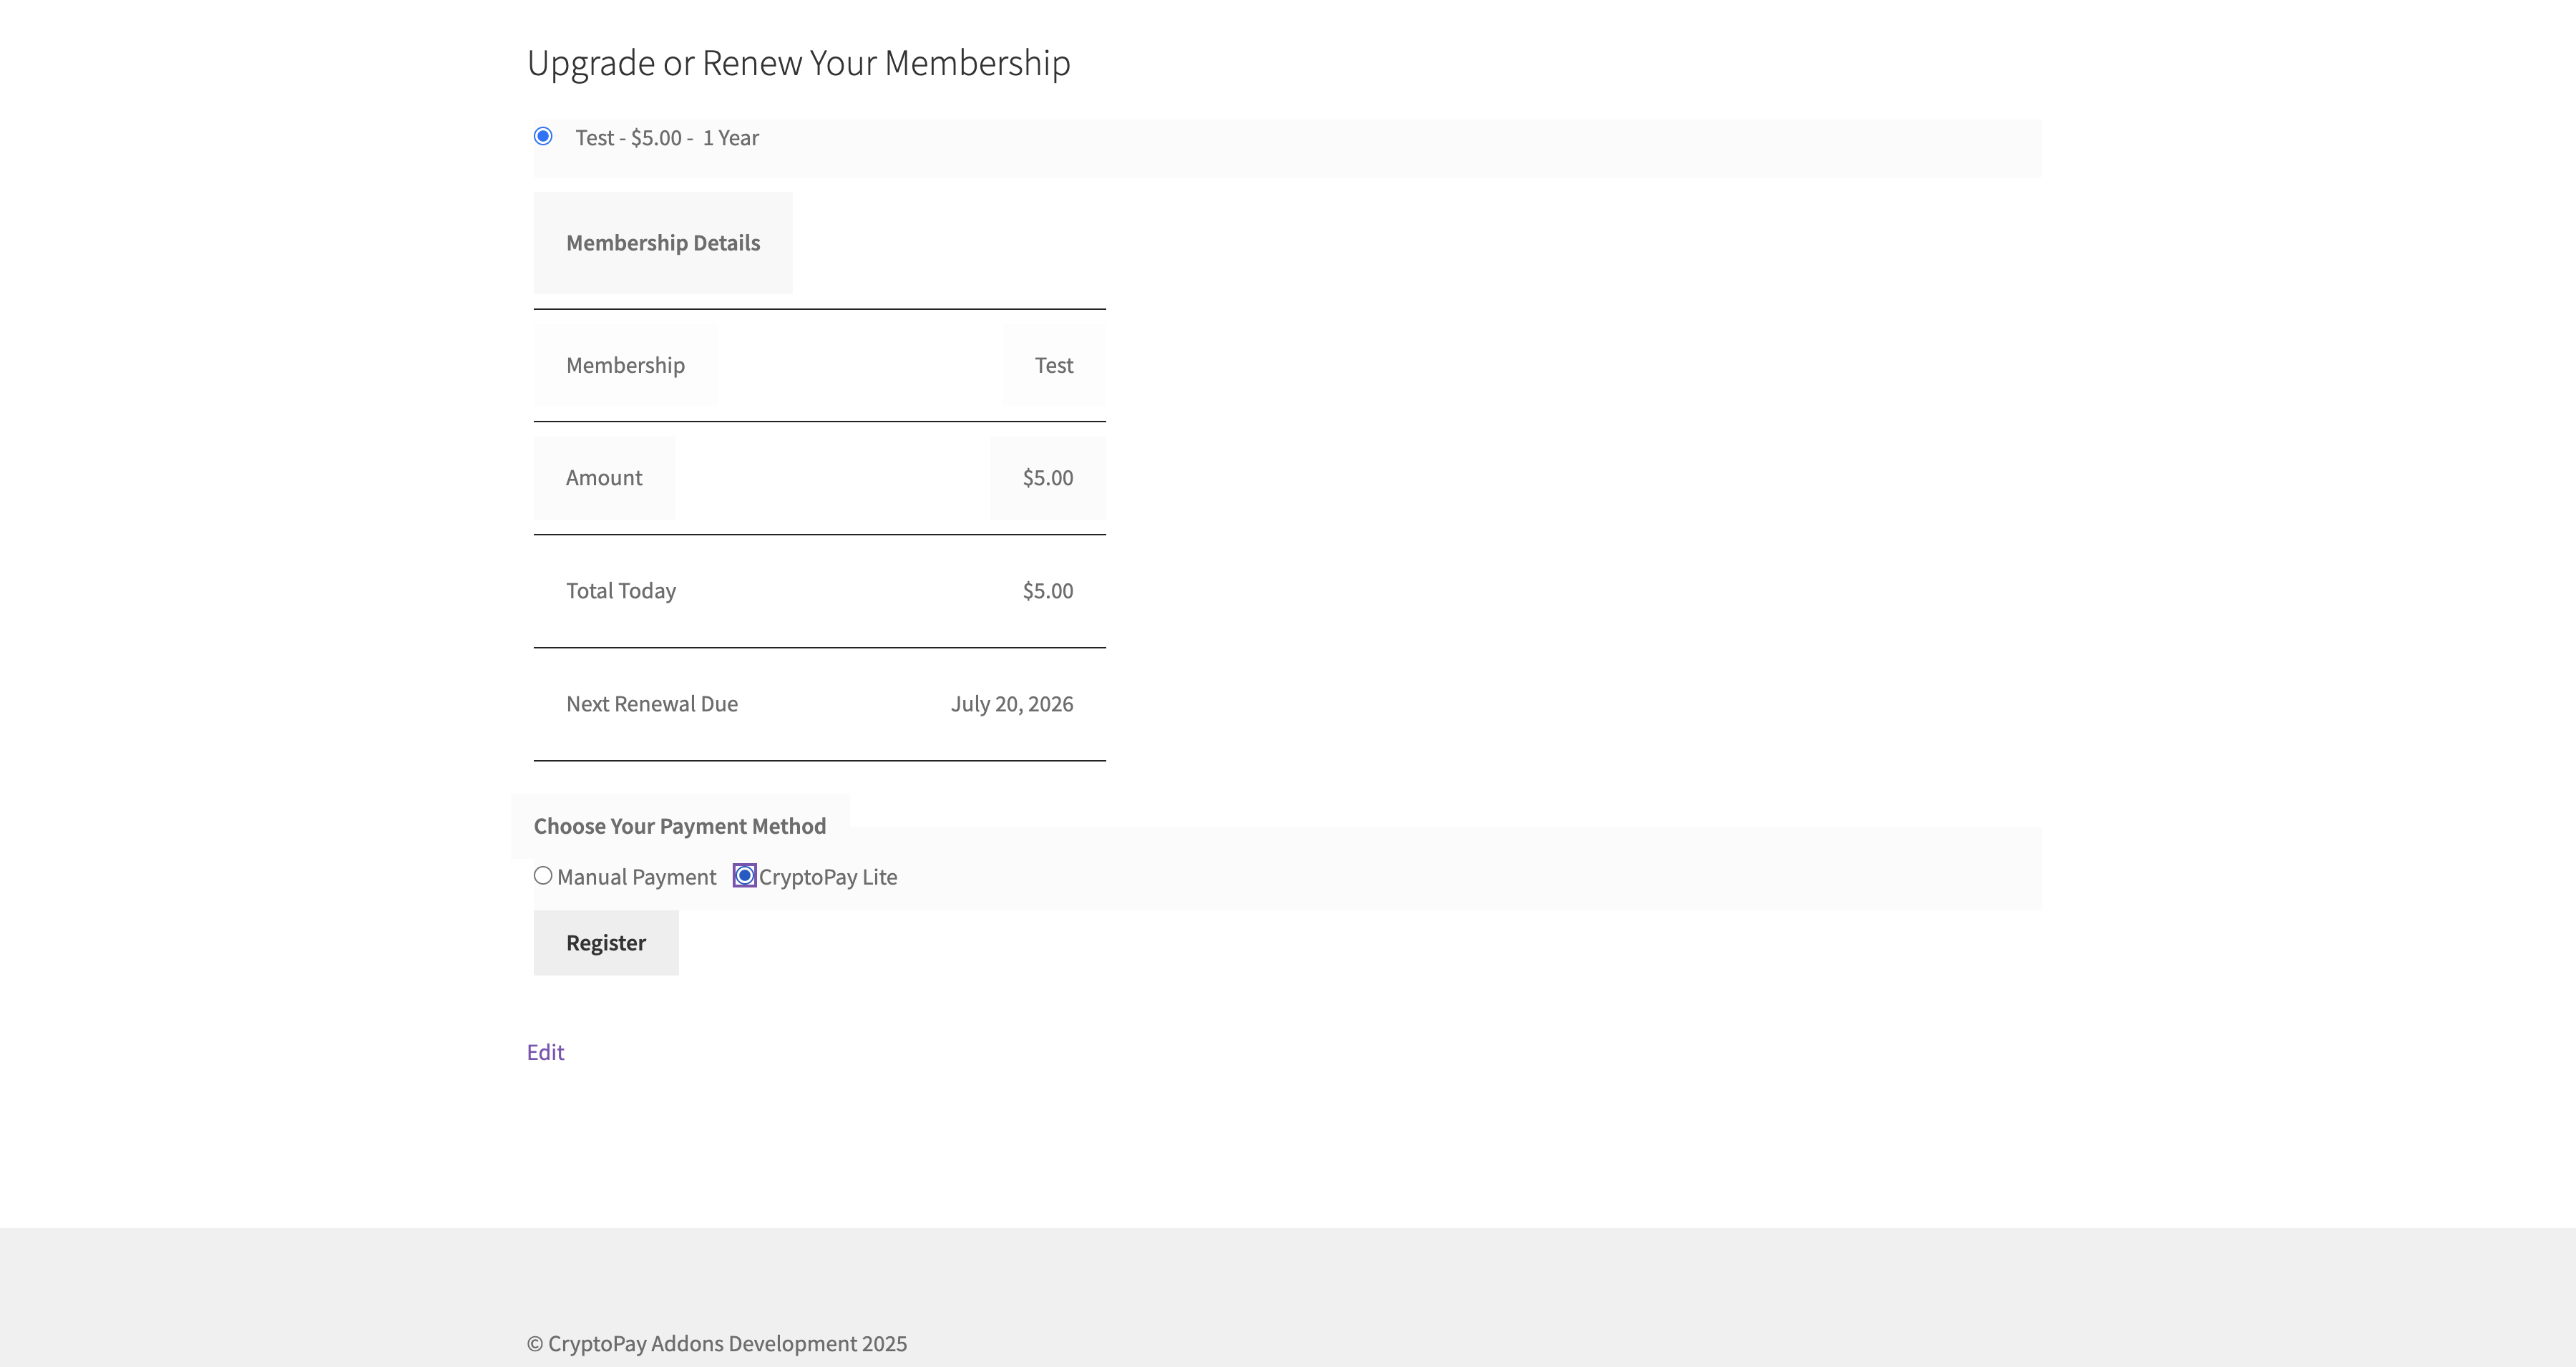 Upgrade or Renew Your Membership
Test - $5.00 -  1 Year
Membership Details
Membership Test
Amount $5.00
Total Today $5.00
Next Renewal Due July 20, 2026
Choose Your Payment Method
Manual Payment CryptoPay Lite
Register
Edit
© CryptoPay Addons Development 2025